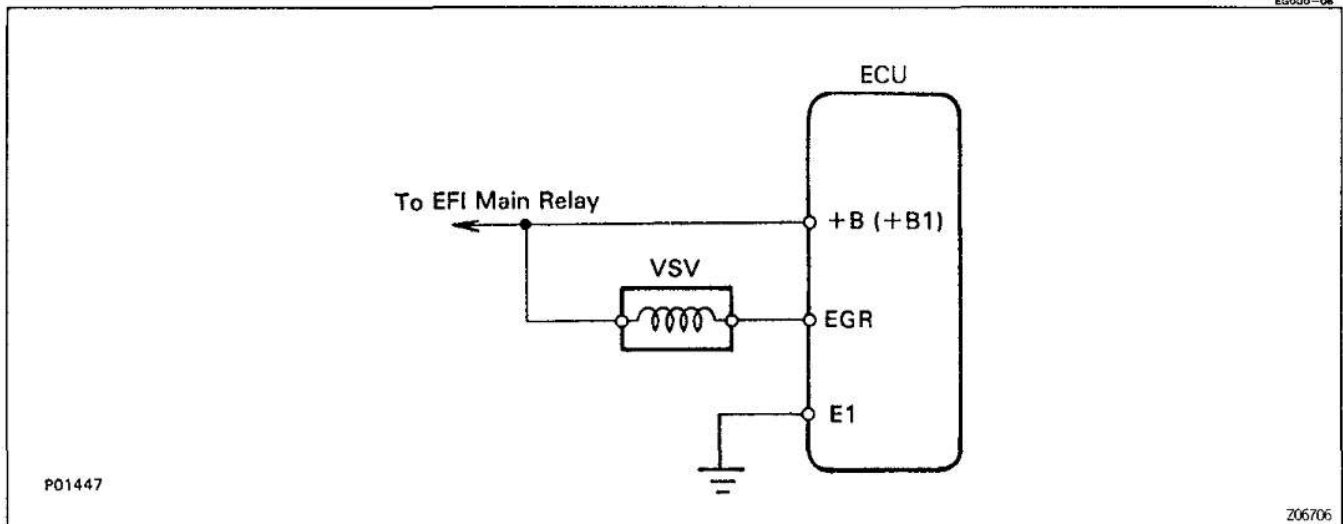 ECU
To EFI Main Relay
+B (+B1)
VSV
EGR
E1
P01447
Z06706